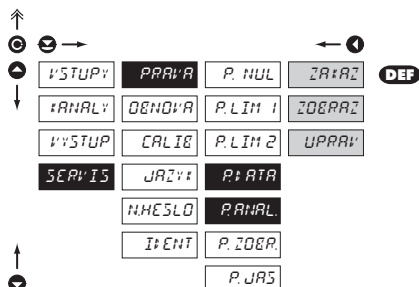 VSTUPY PRAVA P. NUL ZAKAZ DEF
KANALY OBNOVA P.LIM 1 ZOBRAZ
VYSTUP CALIB P.LIM 2 UPRAV
SERVIS JAZYK P.DATA
N.HESLO P.ANAL.
IDENT P. ZOBR.
P. JAS